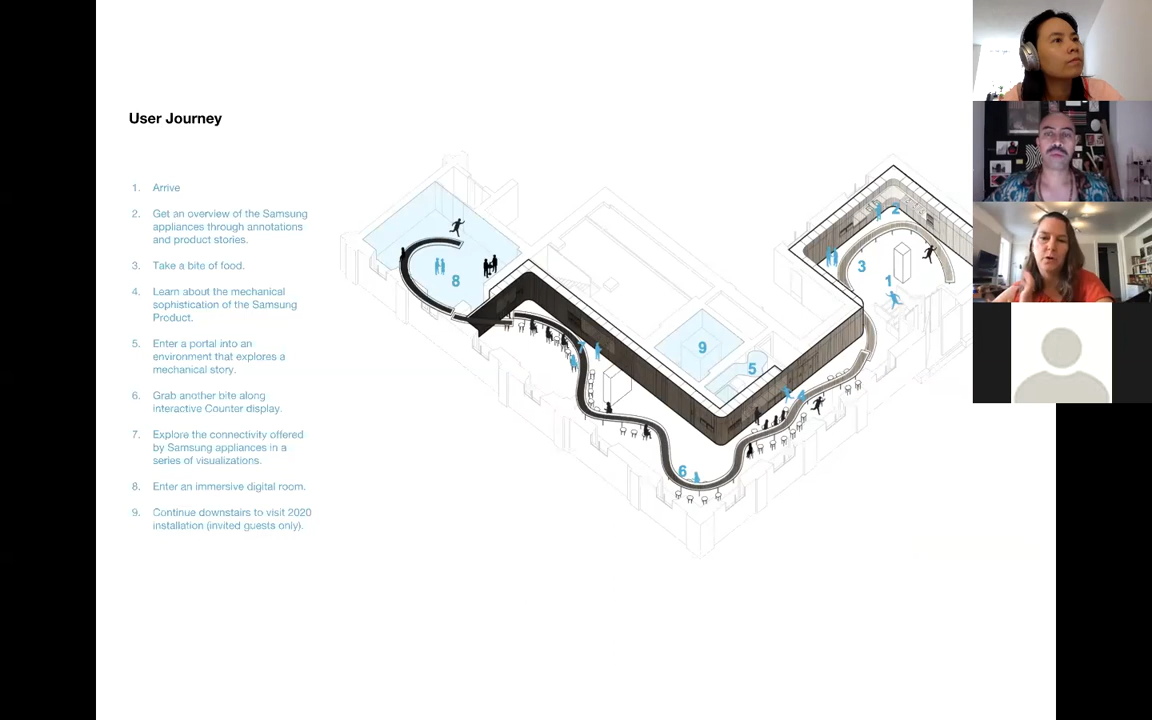 User Journey
1. Arrive
2. Get an overview of the Samsung
appliances through annotations
and product stories.
3. Take a bite of food.
4. Learn about the mechanical
sophistication of the Samsung
Product.
5. Enter a portal into an
environment that explores a
mechanical story.
6. Grab another bite along
interactive Counter display.
7. Explore the connectivity offered
by Samsung appliances in a
series of visualizations.
8. Enter an immersive digital room.
9. Continue downstairs to visit 2020
installation (invited guests only).
2
3
1
8
7
9
5
4
6